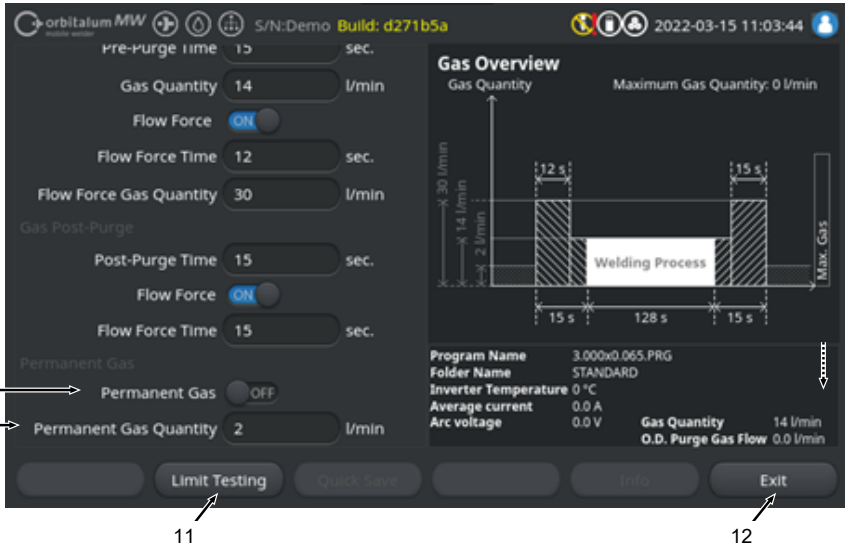 orbitalum MW
mobile welder
S/N:Demo Build: d271b5a
2022-03-15 11:03:44
Pre-Purge Time 15 sec.
Gas Quantity 14 l/min
Flow Force ON
Flow Force Time 12 sec.
Flow Force Gas Quantity 30 l/min
Gas Post-Purge
Post-Purge Time 15 sec.
Flow Force ON
Flow Force Time 15 sec.
Permanent Gas
Permanent Gas OFF
Permanent Gas Quantity 2 l/min
Gas Overview
Gas Quantity Maximum Gas Quantity: 0 l/min
12 s 15 s
30 l/min
14 l/min
2 l/min
Welding Process
Max. Gas
15 s 128 s 15 s
Program Name 3.000x0.065.PRG
Folder Name STANDARD
Inverter Temperature 0 °C
Average current 0.0 A
Arc voltage 0.0 V Gas Quantity 14 l/min
O.D. Purge Gas Flow 0.0 l/min
Limit Testing Quick Save Info Exit
11 12